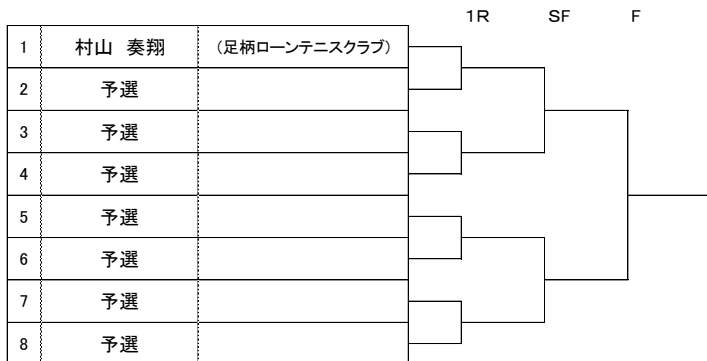 1R SF F
1 村山 奏翔 (足柄ローンテニスクラブ)
2 予選
3 予選
4 予選
5 予選
6 予選
7 予選
8 予選